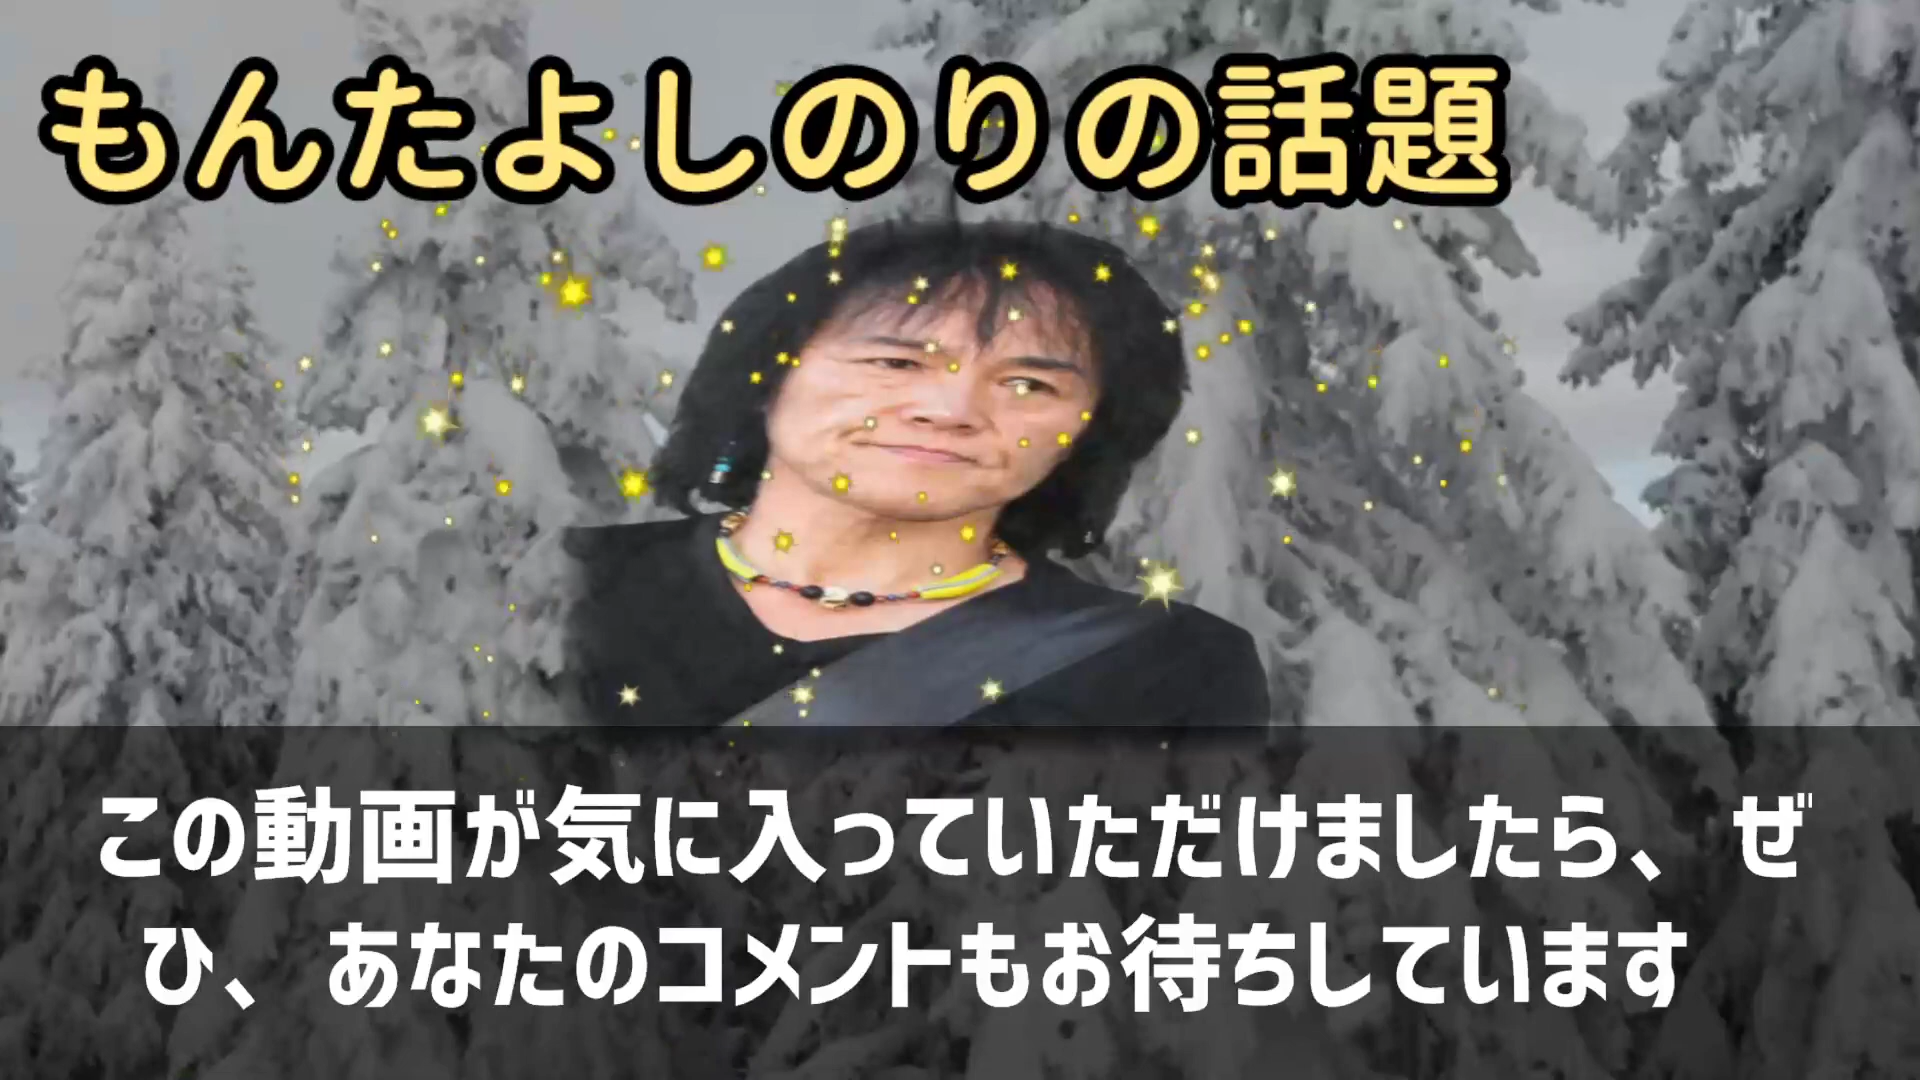 もんたよしのりの話題
この動画が気に入っていただけましたら、ぜ
ひ、あなたのコメントもお待ちしています